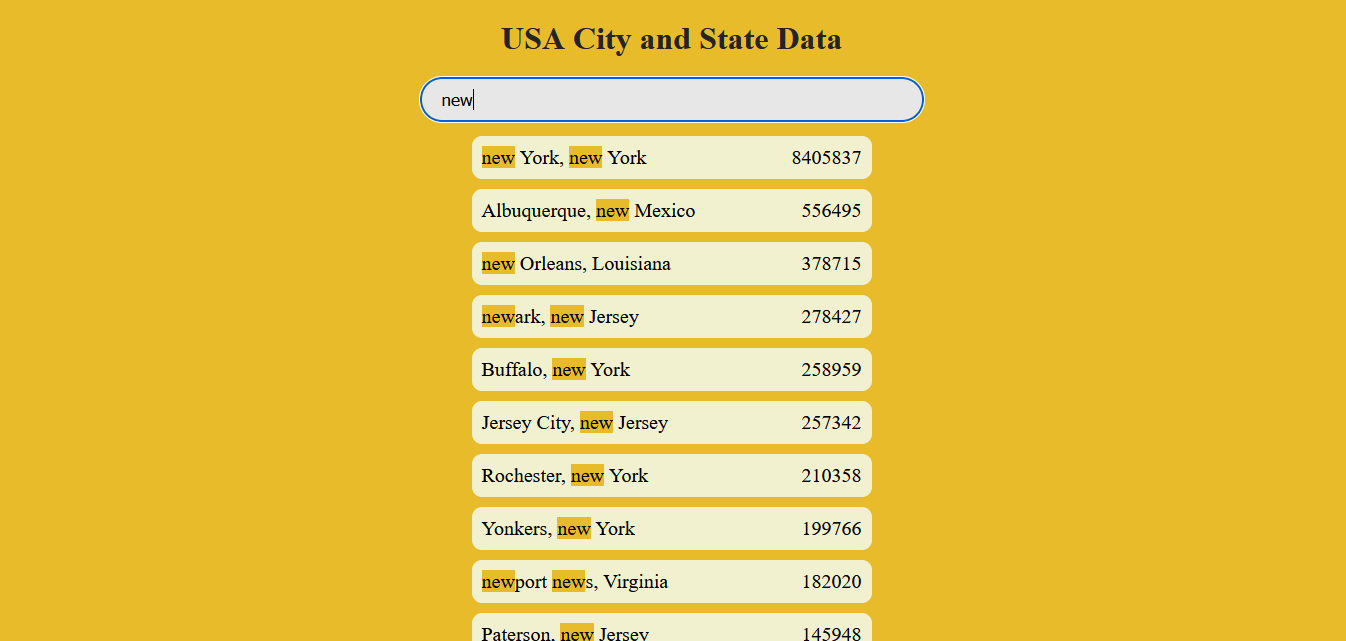 USA City and State Data
new
new York, new York 8405837
Albuquerque, new Mexico 556495
new Orleans, Louisiana 378715
newark, new Jersey 278427
Buffalo, new York 258959
Jersey City, new Jersey 257342
Rochester, new York 210358
Yonkers, new York 199766
newport news, Virginia 182020
Paterson, new Jersey 145948